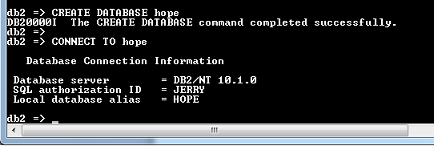 db2 => CREATE DATABASE hope
DB20000I  The CREATE DATABASE command completed successfully.
db2 =>
db2 => CONNECT TO hope
Database Connection Information
Database server        = DB2/NT 10.1.0
SQL authorization ID   = JERRY
Local database alias   = HOPE
db2 => _